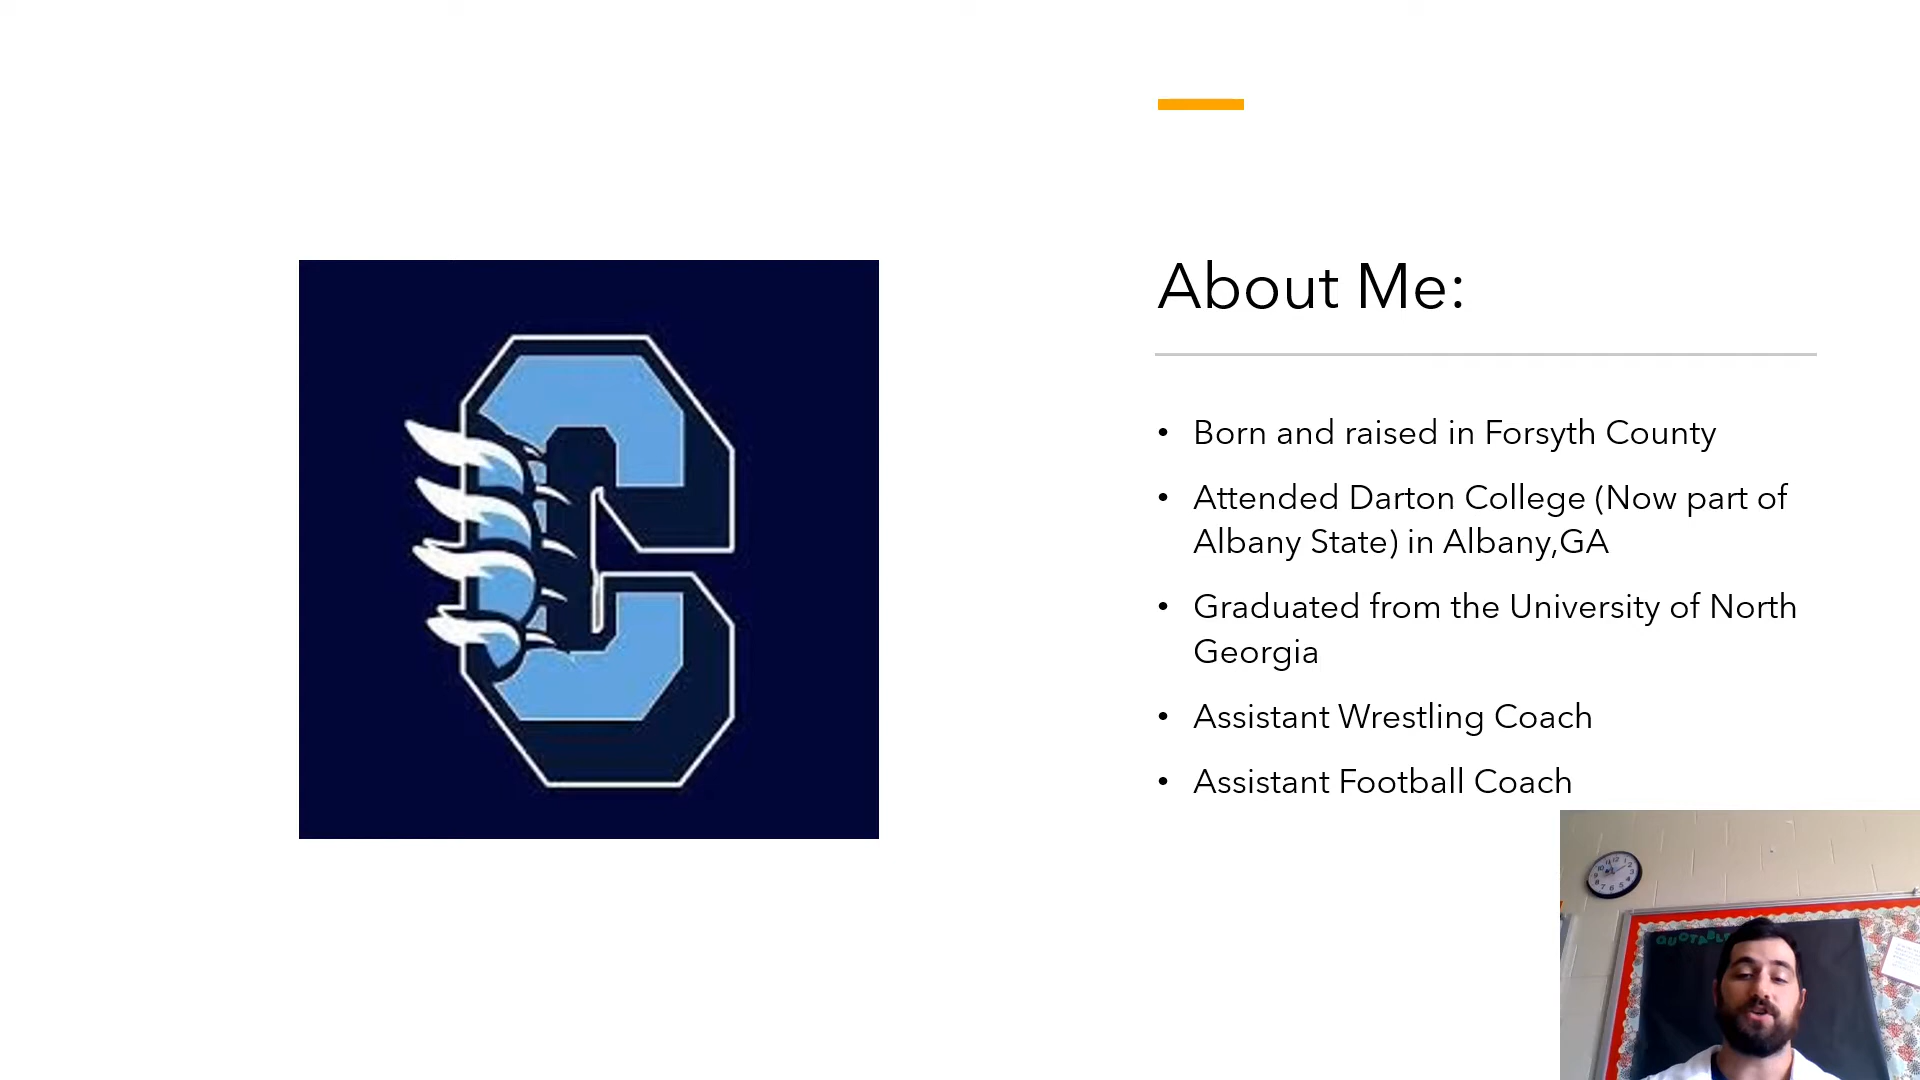 About Me:
• Born and raised in Forsyth County
• Attended Darton College (Now part of
Albany State) in Albany,GA
• Graduated from the University of North
Georgia
• Assistant Wrestling Coach
• Assistant Football Coach
C